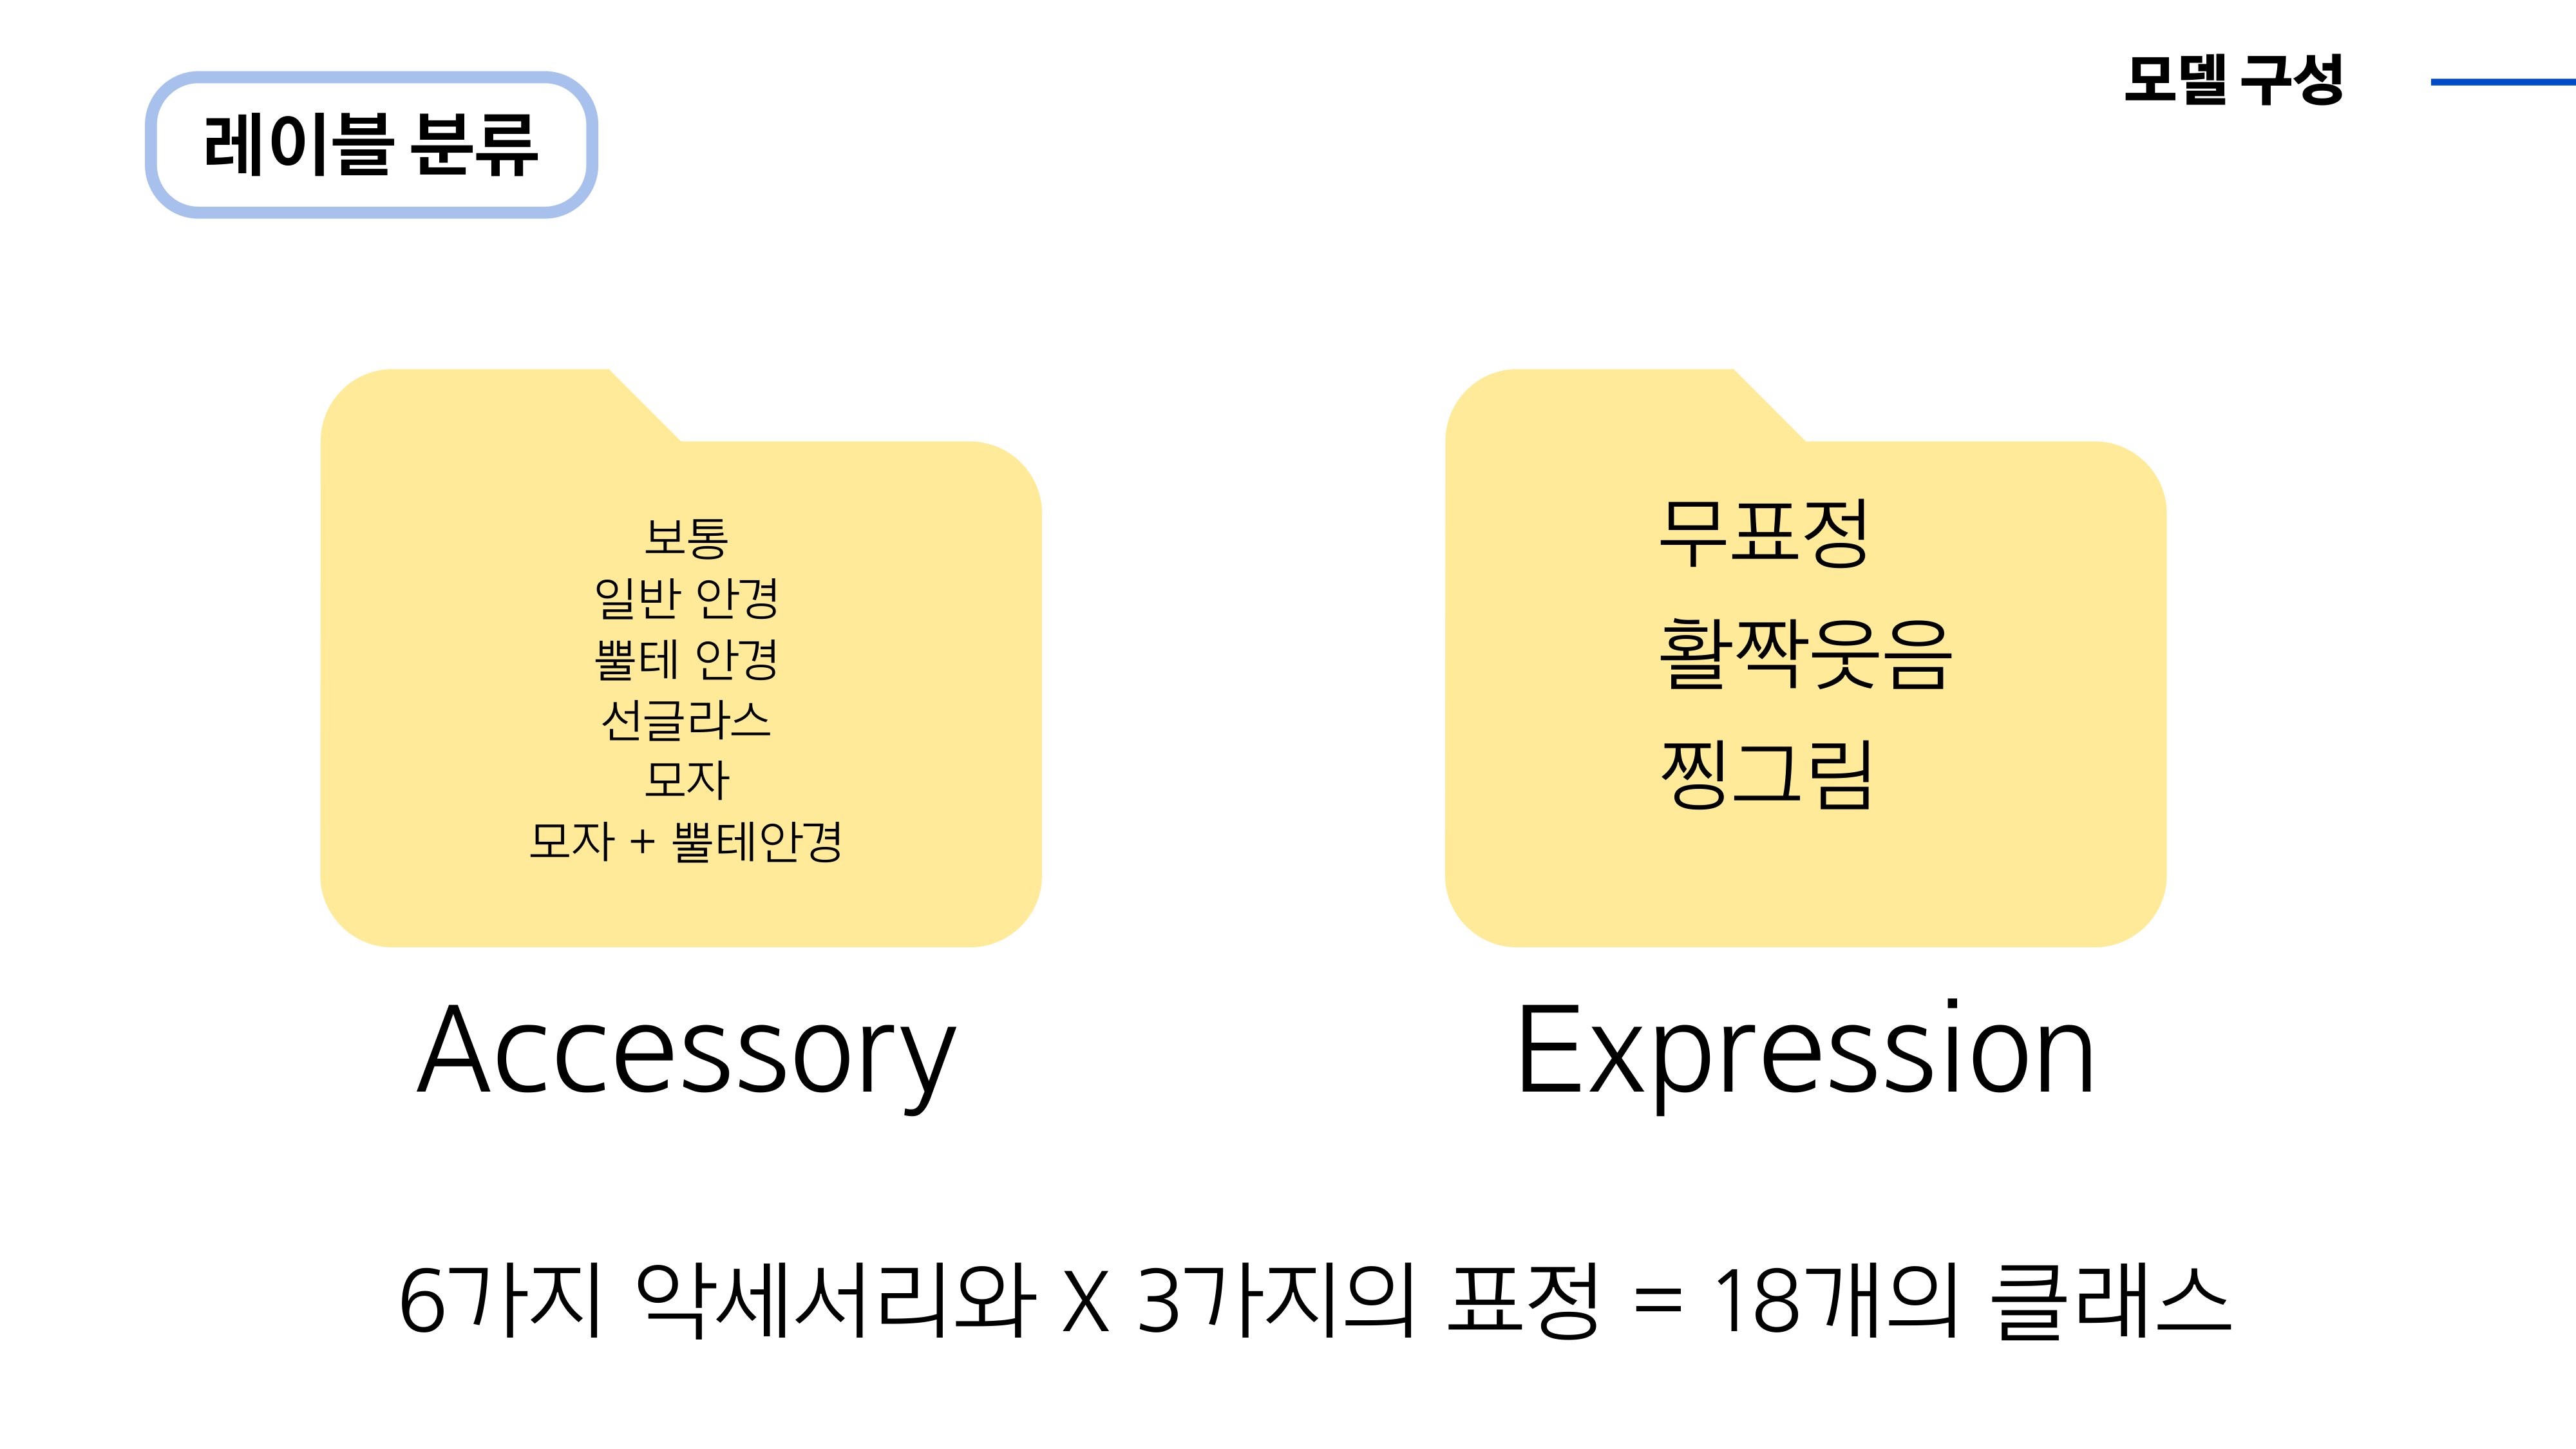 모델 구성
레이블 분류
보통
일반 안경
뿔테 안경
선글라스
모자
모자 + 뿔테안경
Accessory
무표정
활짝웃음
찡그림
Expression
6가지 악세서리와 X 3가지의 표정 = 18개의 클래스